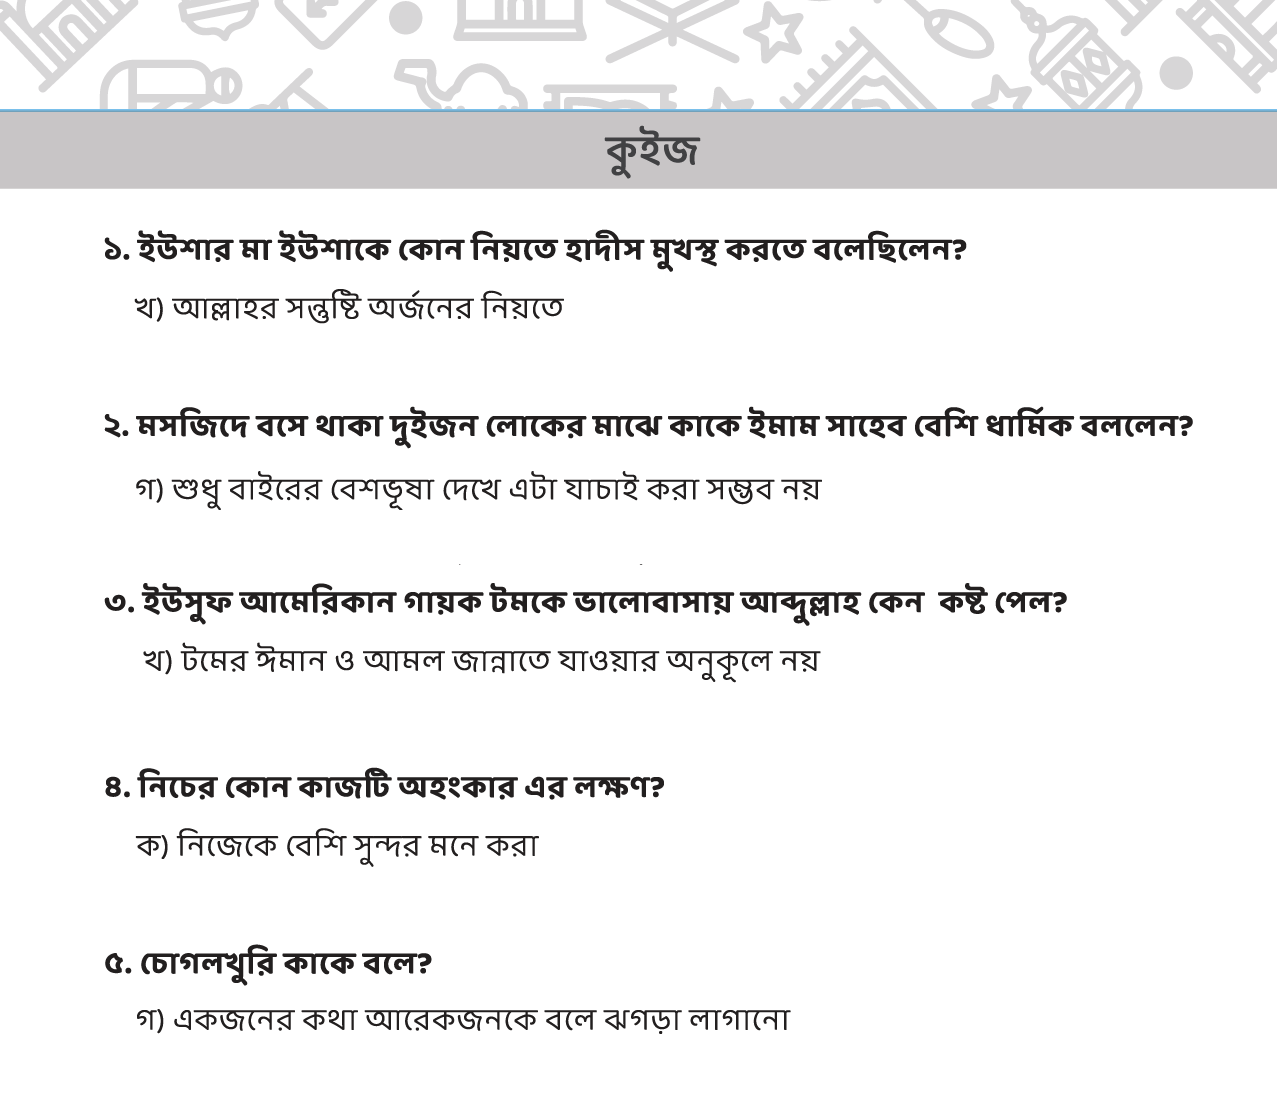 কুইজ
১. ইউশার মা ইউশাকে কোন নিয়তে হাদীস মুখস্থ করতে বলেছিলেন?
খ) আল্লাহর সন্তুষ্টি অর্জনের নিয়তে
২. মসজিদে বসে থাকা দুইজন লোকের মাঝে কাকে ইমাম সাহেব বেশি ধার্মিক বললেন?
গ) শুধু বাইরের বেশভূষা দেখে এটা যাচাই করা সম্ভব নয়
৩. ইউসুফ আমেরিকান গায়ক টমকে ভালোবাসায় আব্দুল্লাহ কেন কষ্ট পেল?
খ) টমের ঈমান ও আমল জান্নাতে যাওয়ার অনুকূলে নয়
৪. নিচের কোন কাজটি অহংকার এর লক্ষণ?
ক) নিজেকে বেশি সুন্দর মনে করা
৫. চোগলখুরি কাকে বলে?
গ) একজনের কথা আরেকজনকে বলে ঝগড়া লাগানো